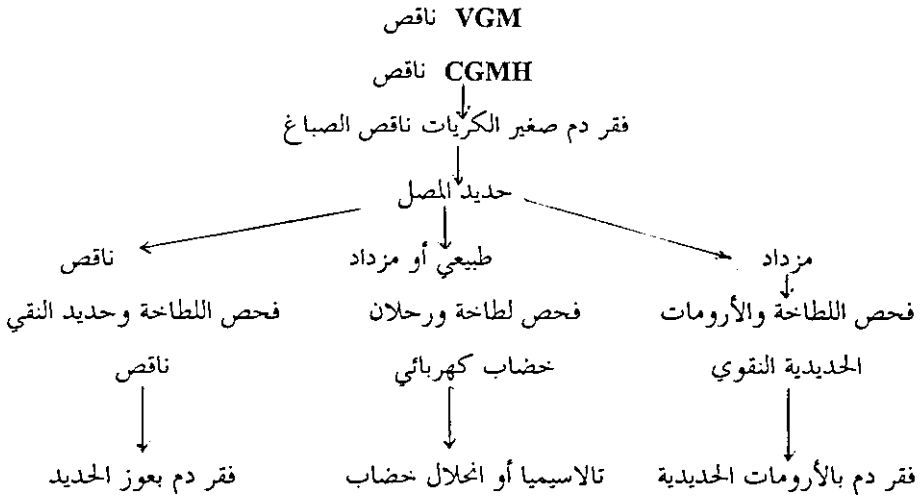 VGM ناقص
CGMH ناقص
فقر دم صغير الكريات ناقص الصباغ
حديد المصل
مزداد
طبيعي أو مزداد
ناقص
فحص اللطاخة والأرومات
فحص لطاخة ورحلان
فحص اللطاخة وحديد النقي
الحديدية النقوي
خضاب كهربائي
ناقص
فقر دم بالأرومات الحديدية
تالاسيميا أو انحلال خضاب
فقر دم بعوز الحديد